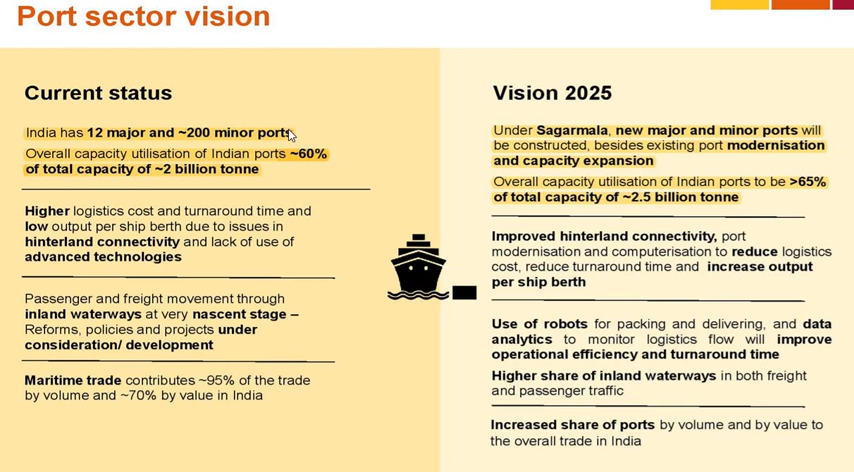 Port sector vision
Current status
India has 12 major and ~200 minor ports
Overall capacity utilisation of Indian ports ~60%
of total capacity of ~2 billion tonne
Higher logistics cost and turnaround time and
low output per ship berth due to issues in
hinterland connectivity and lack of use of
advanced technologies
Passenger and freight movement through
inland waterways at very nascent stage –
Reforms, policies and projects under
consideration/ development
Maritime trade contributes ~95% of the trade
by volume and ~70% by value in India
Vision 2025
Under Sagarmala, new major and minor ports will
be constructed, besides existing port modernisation
and capacity expansion
Overall capacity utilisation of Indian ports to be >65%
of total capacity of ~2.5 billion tonne
Improved hinterland connectivity, port
modernisation and computerisation to reduce logistics
cost, reduce turnaround time and increase output
per ship berth
Use of robots for packing and delivering, and data
analytics to monitor logistics flow will improve
operational efficiency and turnaround time
Higher share of inland waterways in both freight
and passenger traffic
Increased share of ports by volume and by value to
the overall trade in India